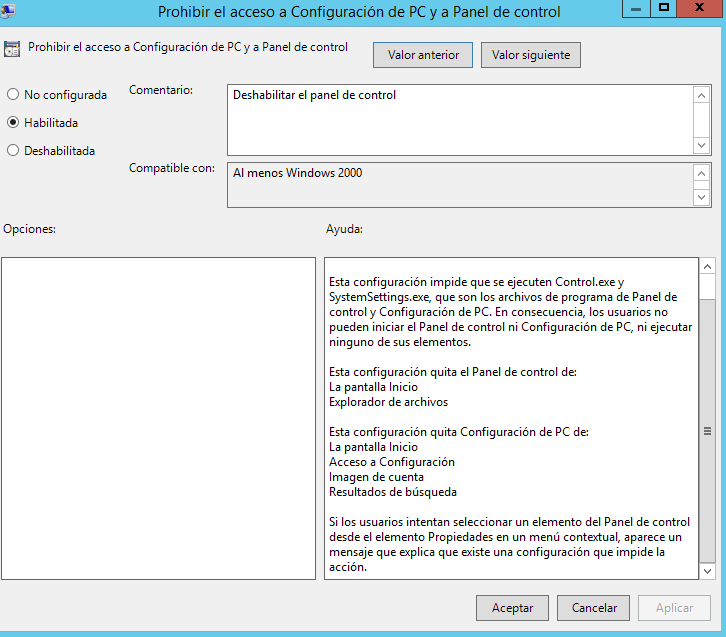 Prohibir el acceso a Configuración de PC y a Panel de control
Prohibir el acceso a Configuración de PC y a Panel de control
Valor anterior
Valor siguiente
No configurada
Habilitada
Deshabilitada
Comentario:
Deshabilitar el panel de control
Compatible con:
Al menos Windows 2000
Opciones:
Ayuda:
Esta configuración impide que se ejecuten Control.exe y
SystemSettings.exe, que son los archivos de programa de Panel de
control y Configuración de PC. En consecuencia, los usuarios no
pueden iniciar el Panel de control ni Configuración de PC, ni ejecutar
ninguno de sus elementos.
Esta configuración quita el Panel de control de:
La pantalla Inicio
Explorador de archivos
Esta configuración quita Configuración de PC de:
La pantalla Inicio
Acceso a Configuración
Imagen de cuenta
Resultados de búsqueda
Si los usuarios intentan seleccionar un elemento del Panel de control
desde el elemento Propiedades en un menú contextual, aparece un
mensaje que explica que existe una configuración que impide la
acción.
Aceptar
Cancelar
Aplicar